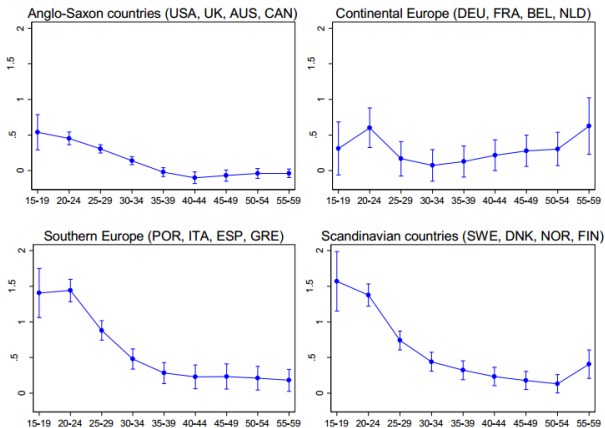 Anglo-Saxon countries (USA, UK, AUS, CAN)
2
1.5
1
.5
0
15-19 20-24 25-29 30-34 35-39 40-44 45-49 50-54 55-59
Continental Europe (DEU, FRA, BEL, NLD)
2
1.5
1
.5
0
15-19 20-24 25-29 30-34 35-39 40-44 45-49 50-54 55-59
Southern Europe (POR, ITA, ESP, GRE)
2
1.5
1
.5
0
15-19 20-24 25-29 30-34 35-39 40-44 45-49 50-54 55-59
Scandinavian countries (SWE, DNK, NOR, FIN)
2
1.5
1
.5
0
15-19 20-24 25-29 30-34 35-39 40-44 45-49 50-54 55-59